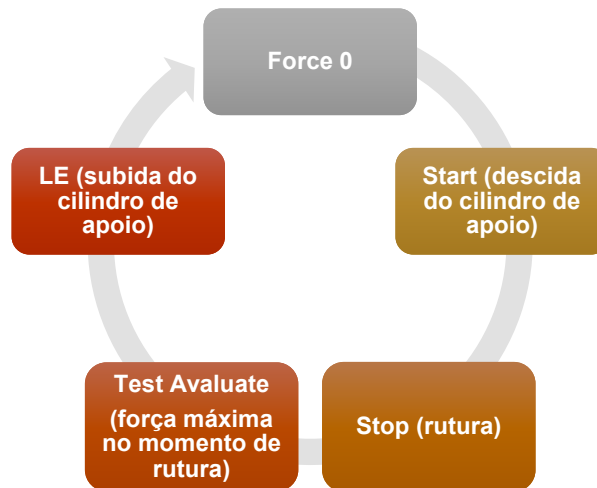 Force 0
Start (descida
do cilindro de
apoio)
Stop (rutura)
Test Avaluate
(força máxima
no momento de
rutura)
LE (subida do
cilindro de
apoio)